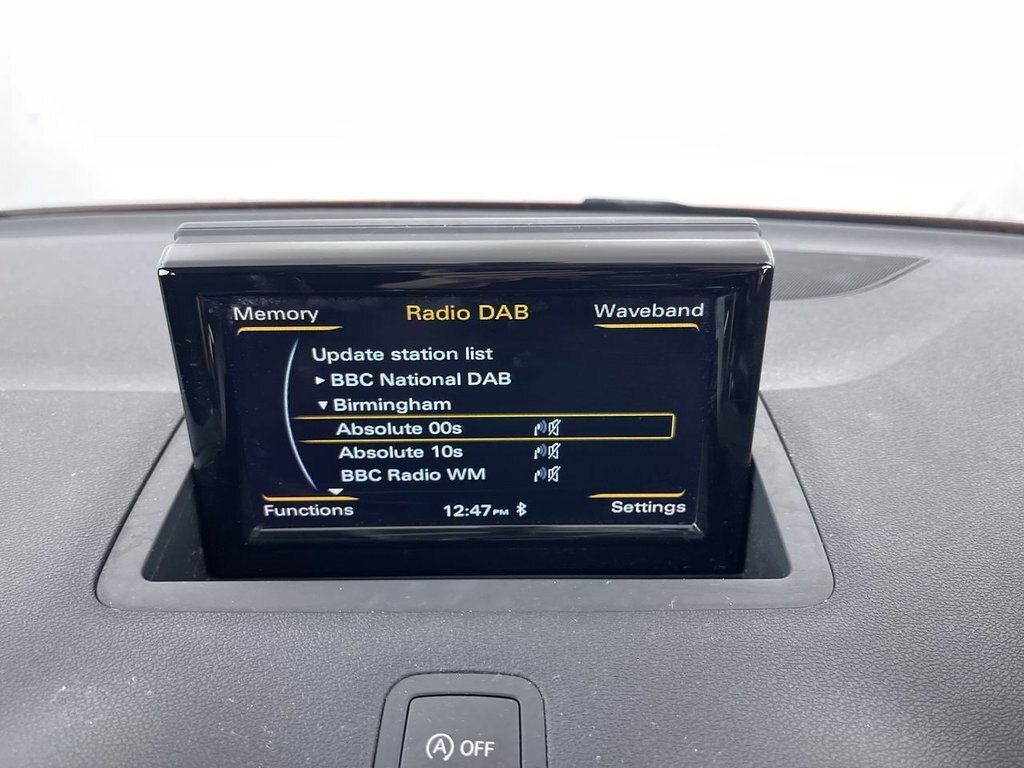 Memory Radio DAB Waveband
Update station list
BBC National DAB
Birmingham
Absolute 00s
Absolute 10s
BBC Radio WM
Functions 12:47PM Settings
A OFF